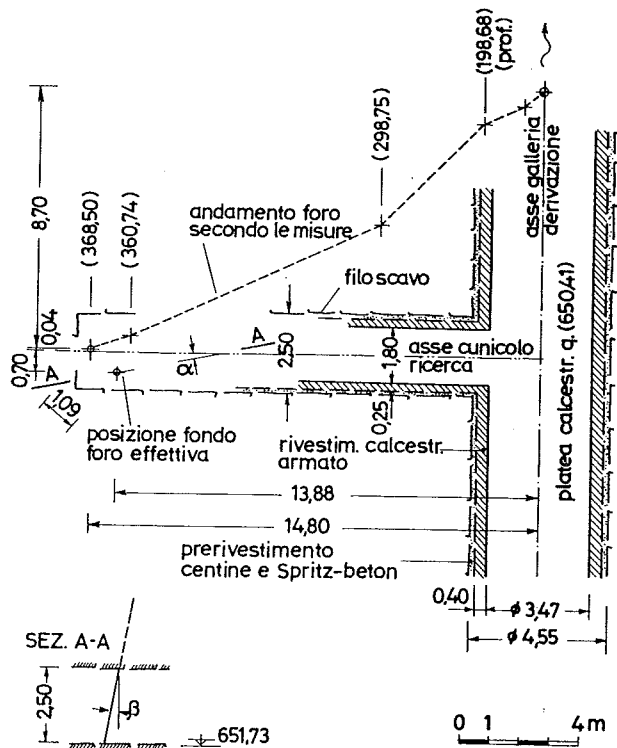 (198,68)
(prof.)
(298,75)
(360,74)
(368,50)
8,70
andamento foro
secondo le misure
asse galleria
derivazione
filo scavo
0,04
0,70
A
1,09
α
A
2,50
1,80
0,25
asse cunicolo
ricerca
platea calcestr. q. (650,41)
posizione fondo
foro effettiva
rivestim. calcestr.
armato
13,88
14,80
prerivestimento
centine e Spritz-beton
0,40
ø 3,47
ø 4,55
SEZ. A-A
2,50
β
651,73
0 1 4 m